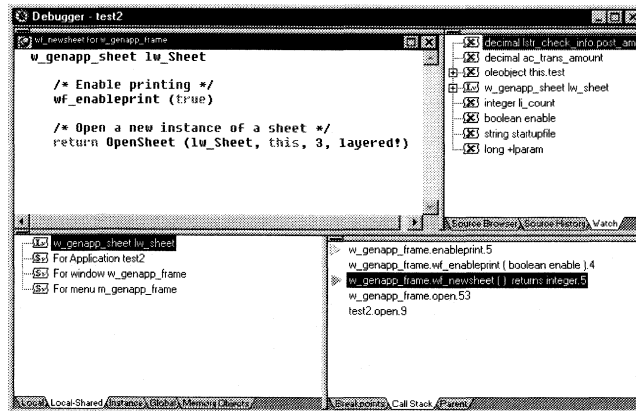 Debugger - test2
wf_newsheet for w_genapp_frame
w_genapp_sheet lw_Sheet
/* Enable printing */
wf_enableprint (true)
/* Open a new instance of a sheet */
return OpenSheet (lw_Sheet, this, 3, layered!)
decimal lstr_check_info post_am
decimal ac_trans_amount
oleobject this.test
w_genapp_sheet lw_sheet
integer li_count
boolean enable
string startupfile
long +lparam
Source Browser Source History Watch
w_genapp_sheet lw_sheet
For Application test2
For window w_genapp_frame
For menu m_genapp_frame
Local Local-Shared Instance Global Memory Objects
w_genapp_frame.enableprint.5
w_genapp_frame.wf_enableprint ( boolean enable ).4
w_genapp_frame.wf_newsheet ( ) returns integer.5
w_genapp_frame.open.53
test2.open.9
Breakpoints Call Stack Parent